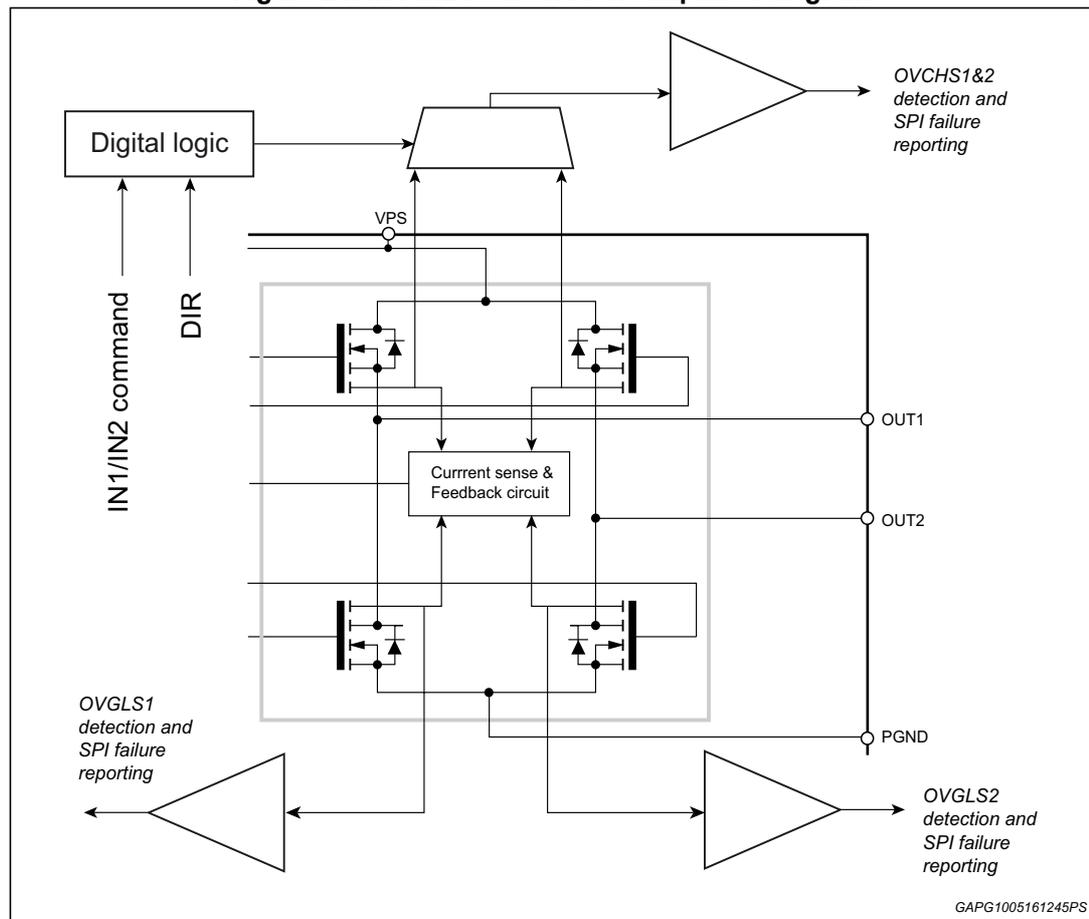 OVCHS1&2
detection and
SPI failure
reporting
Digital logic
IN1/IN2 command
DIR
VPS
OUT1
Currrent sense &
Feedback circuit
OUT2
OVGLS1
detection and
SPI failure
reporting
PGND
OVGLS2
detection and
SPI failure
reporting
GAPG1005161245PS